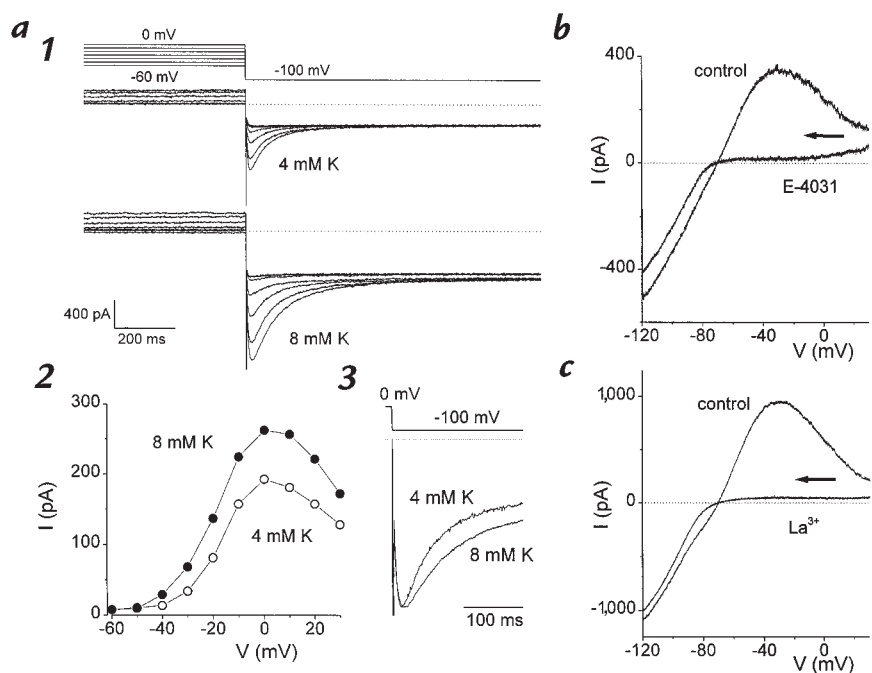 a
1
0 mV
-60 mV
-100 mV
4 mM K
8 mM K
400 pA
200 ms
2
300
200
100
0
I (pA)
8 mM K
4 mM K
-60 -40 -20 0 20
V (mV)
3
0 mV
-100 mV
4 mM K
8 mM K
100 ms
b
400
0
-400
I (pA)
control
E-4031
-120 -80 -40 0
V (mV)
c
1,000
0
-1,000
I (pA)
control
La³⁺
-120 -80 -40 0
V (mV)